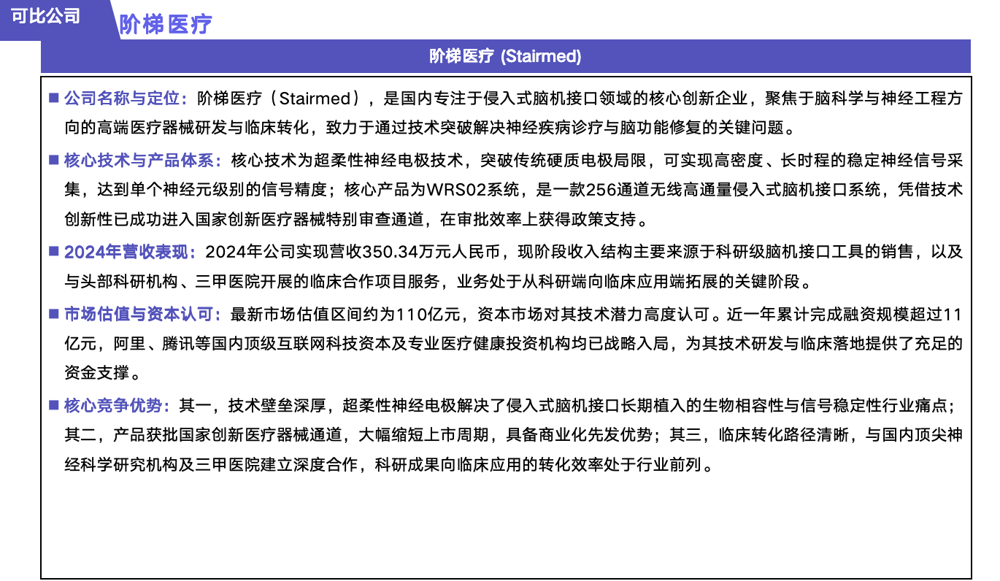 可比公司
阶梯医疗
阶梯医疗 (Stairmed)
公司名称与定位：阶梯医疗（Stairmed），是国内专注于侵入式脑机接口领域的核心创新企业，聚焦于脑科学与神经工程方
向的高端医疗器械研发与临床转化，致力于通过技术突破解决神经疾病诊疗与脑功能修复的关键问题。
核心技术与产品体系：核心技术为超柔性神经电极技术，突破传统硬质电极局限，可实现高密度、长时程的稳定神经信号采
集，达到单个神经元级别的信号精度；核心产品为WRS02系统，是一款256通道无线高通量侵入式脑机接口系统，凭借技术
创新性已成功进入国家创新医疗器械特别审查通道，在审批效率上获得政策支持。
2024年营收表现：2024年公司实现营收350.34万元人民币，现阶段收入结构主要来源于科研级脑机接口工具的销售，以及
与头部科研机构、三甲医院开展的临床合作项目服务，业务处于从科研端向临床应用端拓展的关键阶段。
市场估值与资本认可：最新市场估值区间约为110亿元，资本市场对其技术潜力高度认可。近一年累计完成融资规模超过11
亿元，阿里、腾讯等国内顶级互联网科技资本及专业医疗健康投资机构均已战略入局，为其技术研发与临床落地提供了充足的
资金支撑。
核心竞争优势：其一，技术壁垒深厚，超柔性神经电极解决了侵入式脑机接口长期植入的生物相容性与信号稳定性行业痛点；
其二，产品获批国家创新医疗器械通道，大幅缩短上市周期，具备商业化先发优势；其三，临床转化路径清晰，与国内顶尖神
经科学研究机构及三甲医院建立深度合作，科研成果向临床应用的转化效率处于行业前列。